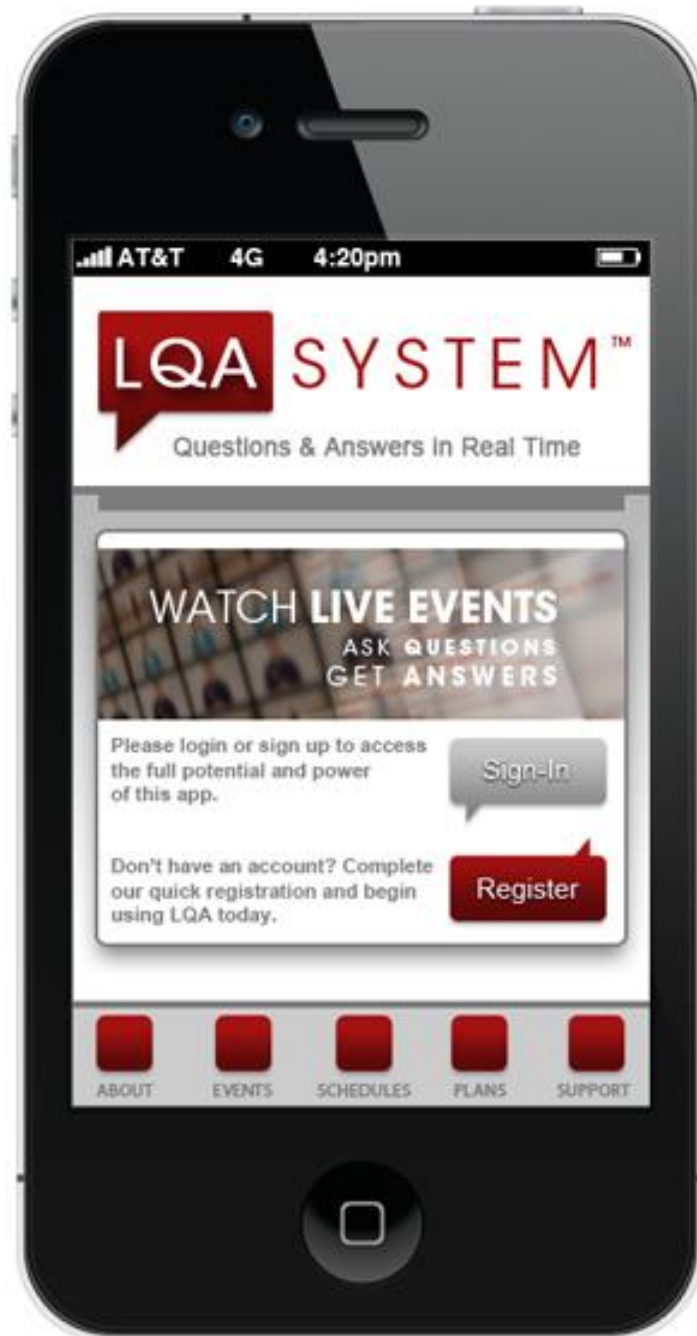 AT&T 4G 4:20pm
LQA SYSTEM™
Questions & Answers in Real Time
WATCH LIVE EVENTS
ASK QUESTIONS
GET ANSWERS
Please login or sign up to access
the full potential and power
of this app.
Sign-In
Don't have an account? Complete
our quick registration and begin
using LQA today.
Register
ABOUT EVENTS SCHEDULES PLANS SUPPORT